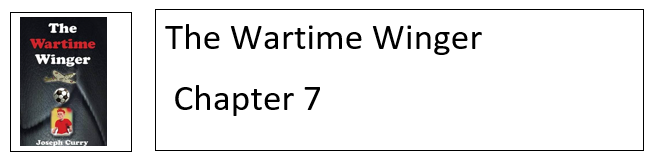 The
Wartime
Winger
Joseph Curry
The Wartime Winger
Chapter 7